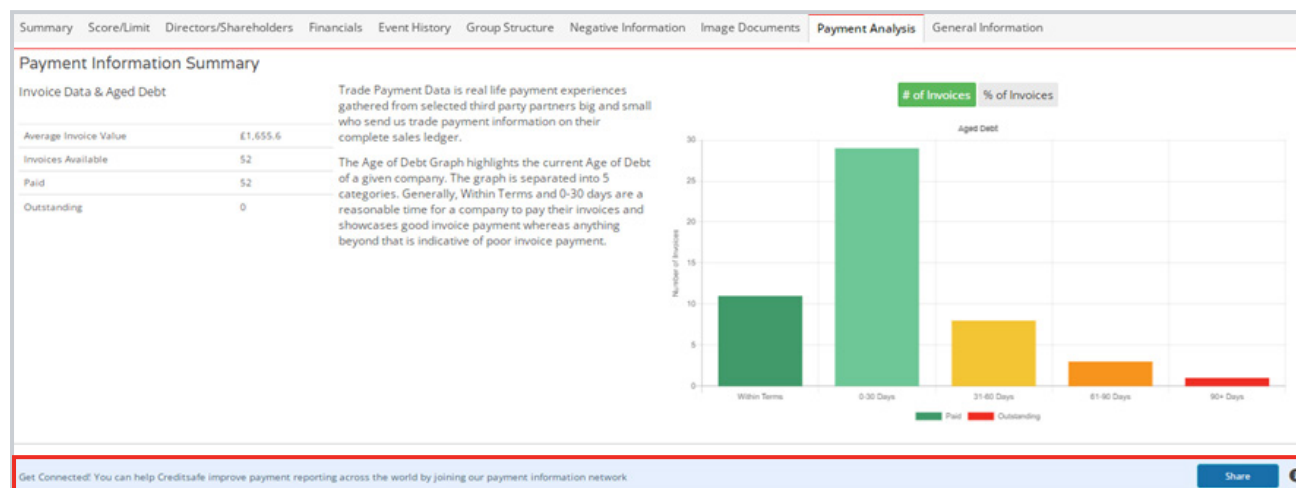 Summary Score/Limit Directors/Shareholders Financials Event History Group Structure Negative Information Image Documents Payment Analysis General Information
Payment Information Summary
Invoice Data & Aged Debt
Average Invoice Value £1,655.6
Invoices Available 52
Paid 52
Outstanding 0
Trade Payment Data is real life payment experiences
gathered from selected third party partners big and small
who send us trade payment information on their
complete sales ledger.
The Age of Debt Graph highlights the current Age of Debt
of a given company. The graph is separated into 5
categories. Generally, Within Terms and 0-30 days are a
reasonable time for a company to pay their invoices and
showcases good invoice payment whereas anything
beyond that is indicative of poor invoice payment.
# of Invoices % of Invoices
Aged Debt
Number of Invoices
30
25
20
15
10
5
0
Within Terms 0-30 Days 31-60 Days 61-90 Days 90+ Days
Paid Outstanding
Get Connected! You can help Creditsafe improve payment reporting across the world by joining our payment information network
Share